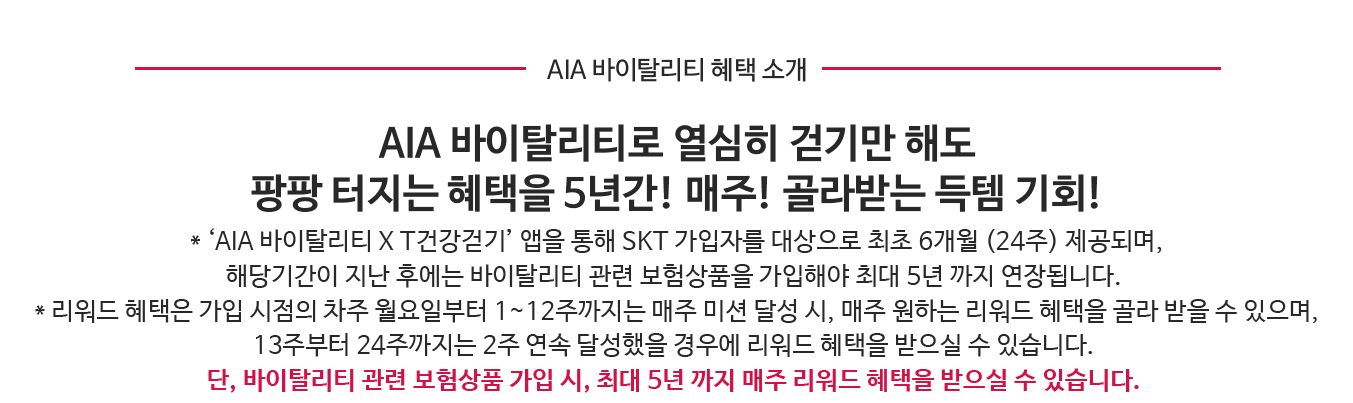 AIA 바이탈리티 혜택 소개
AIA 바이탈리티로 열심히 걷기만 해도
팡팡 터지는 혜택을 5년간! 매주! 골라받는 득템 기회!
* ‘AIA 바이탈리티 X T건강걷기’ 앱을 통해 SKT 가입자를 대상으로 최초 6개월 (24주) 제공되며,
해당기간이 지난 후에는 바이탈리티 관련 보험상품을 가입해야 최대 5년 까지 연장됩니다.
* 리워드 혜택은 가입 시점의 차주 월요일부터 1~12주까지는 매주 미션 달성 시, 매주 원하는 리워드 혜택을 골라 받을 수 있으며,
13주부터 24주까지는 2주 연속 달성했을 경우에 리워드 혜택을 받으실 수 있습니다.
단, 바이탈리티 관련 보험상품 가입 시, 최대 5년 까지 매주 리워드 혜택을 받으실 수 있습니다.